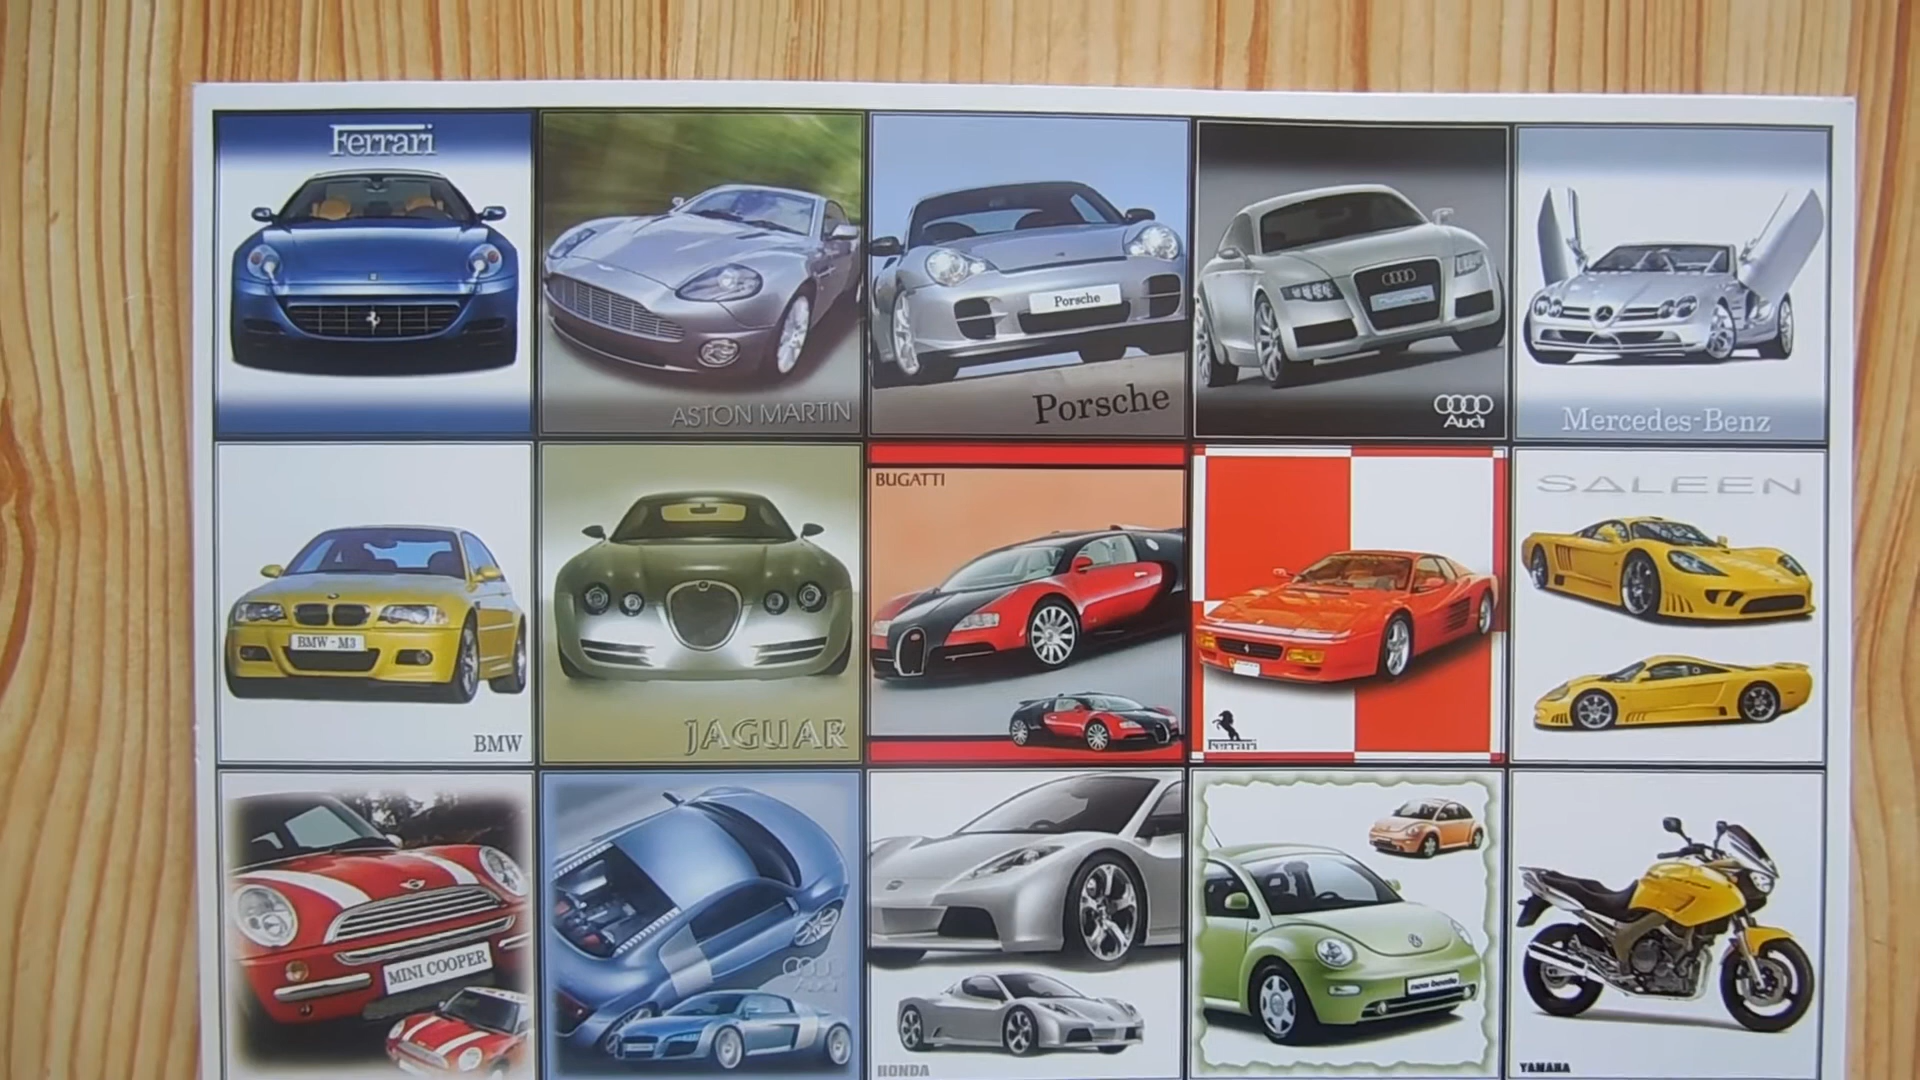 Ferrari
ASTON MARTIN
Porsche
Porsche
Audi
Mercedes-Benz
BMW - M3
BMW
JAGUAR
BUGATTI
Ferrari
SALEEN
MINI COOPER
Audi
HONDA
new beetle
YAMAHA